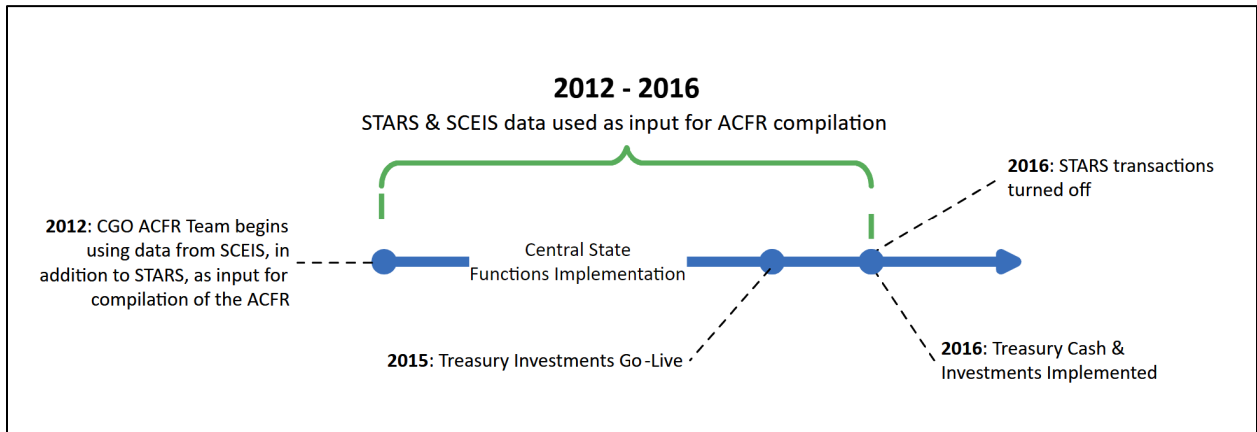 2012 - 2016
STARS & SCEIS data used as input for ACFR compilation
2016: STARS transactions
turned off
2012: CGO ACFR Team begins
using data from SCEIS, in
addition to STARS, as input for
compilation of the ACFR
Central State
Functions Implementation
2015: Treasury Investments Go-Live
2016: Treasury Cash &
Investments Implemented